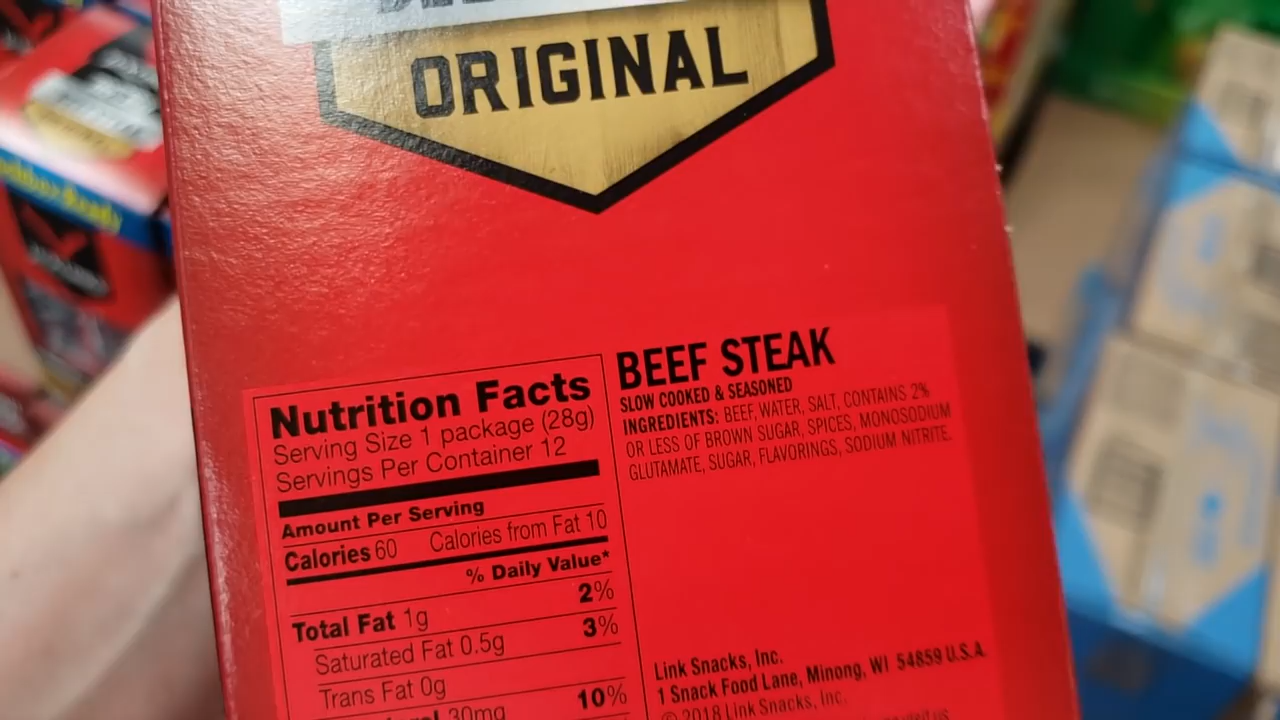 ORIGINAL
Nutrition Facts
Serving Size 1 package (28g)
Servings Per Container 12
Amount Per Serving
Calories 60 Calories from Fat 10
% Daily Value*
Total Fat 1g 2%
Saturated Fat 0.5g 3%
Trans Fat 0g
30mg 10%
BEEF STEAK
SLOW COOKED & SEASONED
INGREDIENTS: BEEF, WATER, SALT, CONTAINS 2%
OR LESS OF BROWN SUGAR, SPICES, MONOSODIUM
GLUTAMATE, SUGAR, FLAVORINGS, SODIUM NITRITE.
Link Snacks, Inc.
1 Snack Food Lane, Minong, WI 54859 U.S.A.
© 2018 Link Snacks, Inc.